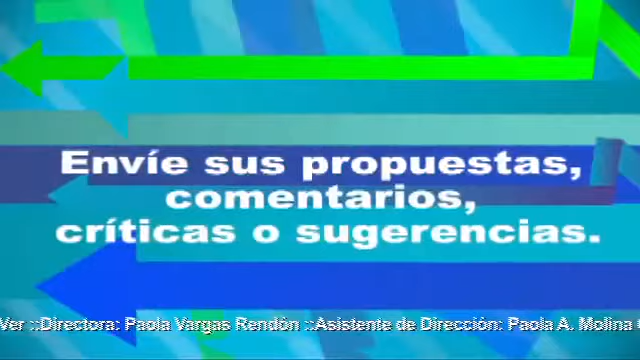 Envíe sus propuestas,
comentarios,
críticas o sugerencias.
Ver ::Directora: Paola Vargas Rendón ::Asistente de Dirección: Paola A. Molina